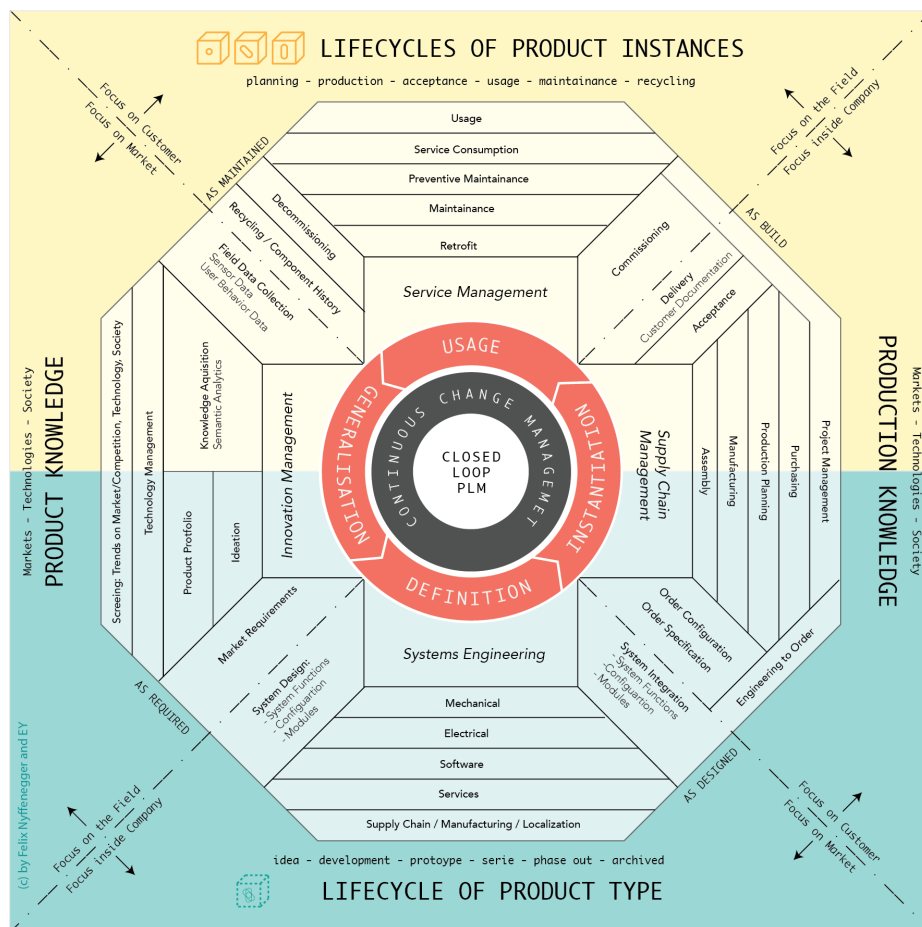 LIFECYCLES OF PRODUCT INSTANCES
planning - production - acceptance - usage - maintainance - recycling
Focus on Customer
Focus on Market
Focus on the Field
Focus inside Company
AS MAINTAINED
AS BUILD
Usage
Service Consumption
Preventive Maintainance
Maintainance
Retrofit
Service Management
Decommissioning
Recycling / Component History
Field Data Collection
Sensor Data
User Behavior Data
Commissioning
Delivery
Customer Documentation
Acceptance
Markets - Technologies - Society
PRODUCT KNOWLEDGE
Screeing: Trends on Market/Competition, Technology, Society
Technology Management
Knowledge Aquisition
Semantic Analytics
Product Protfolio
Ideation
Innovation Management
USAGE
GENERALISATION
INSTANTIATION
DEFINITION
CONTINUOUS CHANGE MANAGEMET
CLOSED
LOOP
PLM
Supply Chain
Management
Assembly
Manufacturing
Production Planning
Purchasing
Project Management
PRODUCTION KNOWLEDGE
Markets - Technologies - Society
Market Requirements
System Design:
- System Functions
- Configuartion
- Modules
Systems Engineering
Mechanical
Electrical
Software
Services
Supply Chain / Manufacturing / Localization
Order Configuration
Order Specification
System Integration
- System Functions
-Configuartion
- Modules
Engineering to Order
AS REQUIRED
AS DESIGNED
Focus on the Field
Focus inside Company
Focus on Customer
Focus on Market
(c) by Felix Nyffenegger and EY
idea - development - protoype - serie - phase out - archived
LIFECYCLE OF PRODUCT TYPE